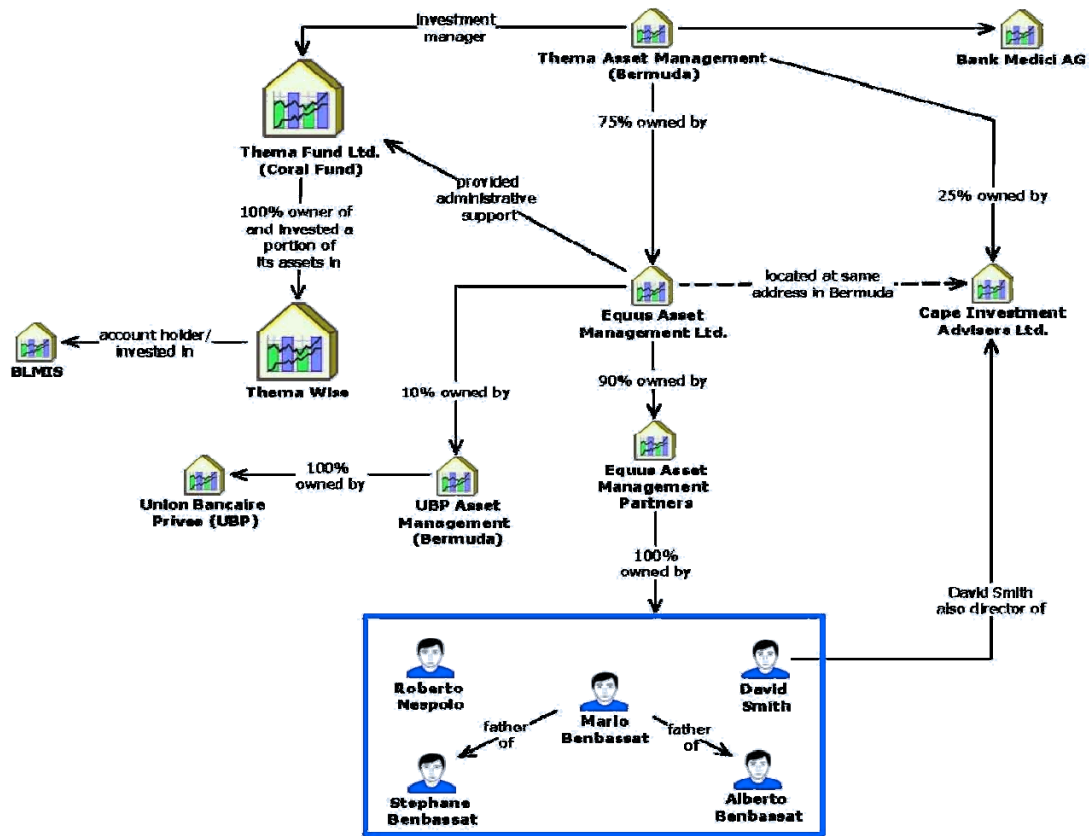 Investment
manager
Thema Asset Management
(Bermuda)
Bank Medici AG
Thema Fund Ltd.
(Coral Fund)
75% owned by
provided
administrative
support
25% owned by
100% owner of
and invested a
portion of
its assets in
located at same
address in Bermuda
Equus Asset
Management Ltd.
Cape Investment
Advisers Ltd.
account holder/
invested in
BLMIS
Thema Wise
10% owned by
90% owned by
100%
owned by
Union Bancaire
Privee (UBP)
UBP Asset
Management
(Bermuda)
Equus Asset
Management
Partners
100%
owned by
David Smith
also director of
Roberto
Nespolo
David
Smith
Mario
Benbassat
father
of
father
of
Stephane
Benbassat
Alberto
Benbassat